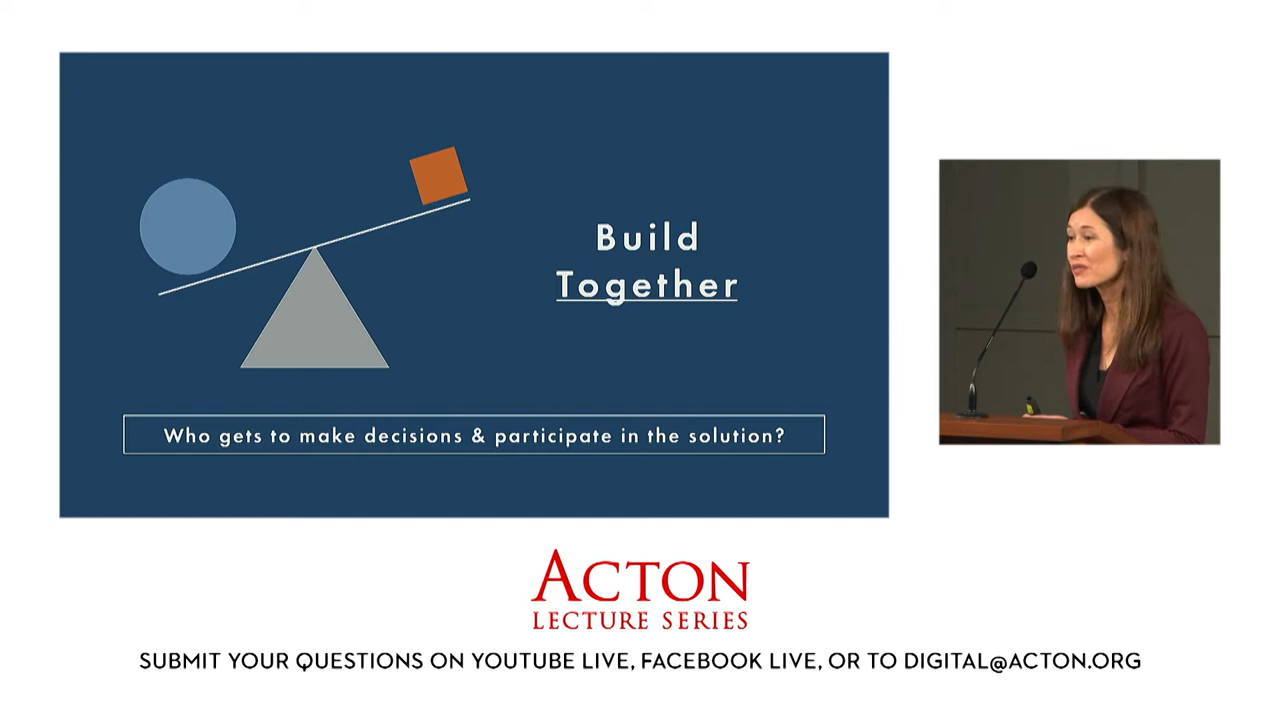 Build
Together
Who gets to make decisions & participate in the solution?
ACTON
LECTURE SERIES
SUBMIT YOUR QUESTIONS ON YOUTUBE LIVE, FACEBOOK LIVE, OR TO DIGITAL@ACTON.ORG